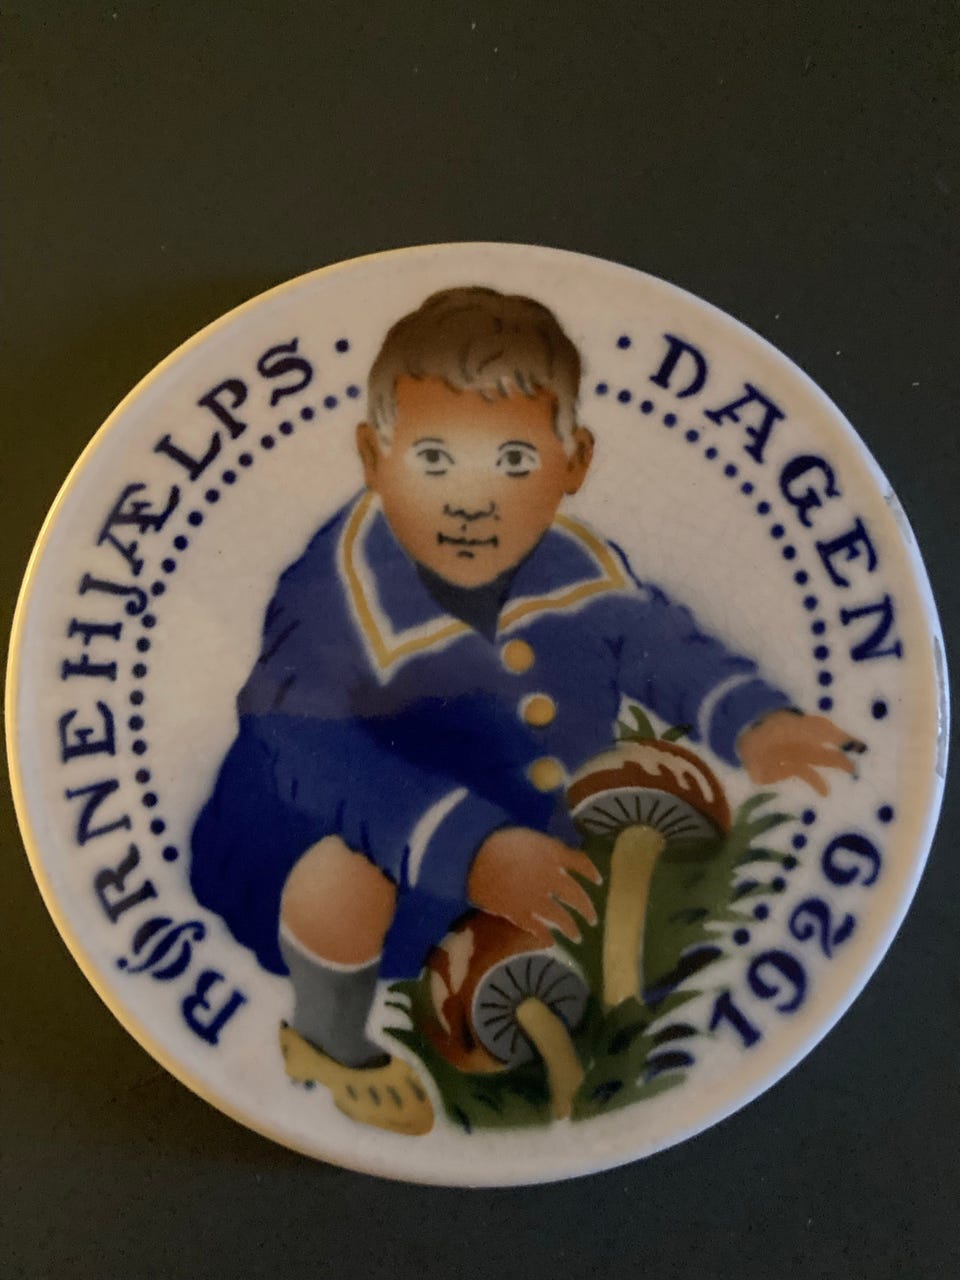 BØRNEHJÆLPS · DAGEN · 1929 ·